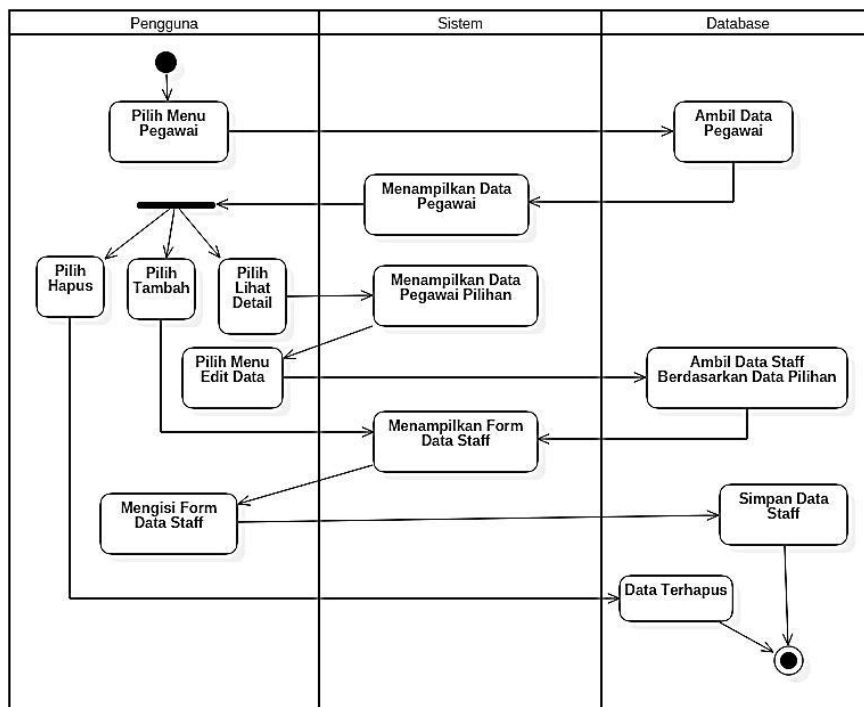 Pengguna
Sistem
Database
Pilih Menu
Pegawai
Ambil Data
Pegawai
Menampilkan Data
Pegawai
Pilih
Hapus
Pilih
Tambah
Pilih
Lihat
Detail
Menampilkan Data
Pegawai Pilihan
Pilih Menu
Edit Data
Ambil Data Staff
Berdasarkan Data Pilihan
Menampilkan Form
Data Staff
Mengisi Form
Data Staff
Simpan Data
Staff
Data Terhapus